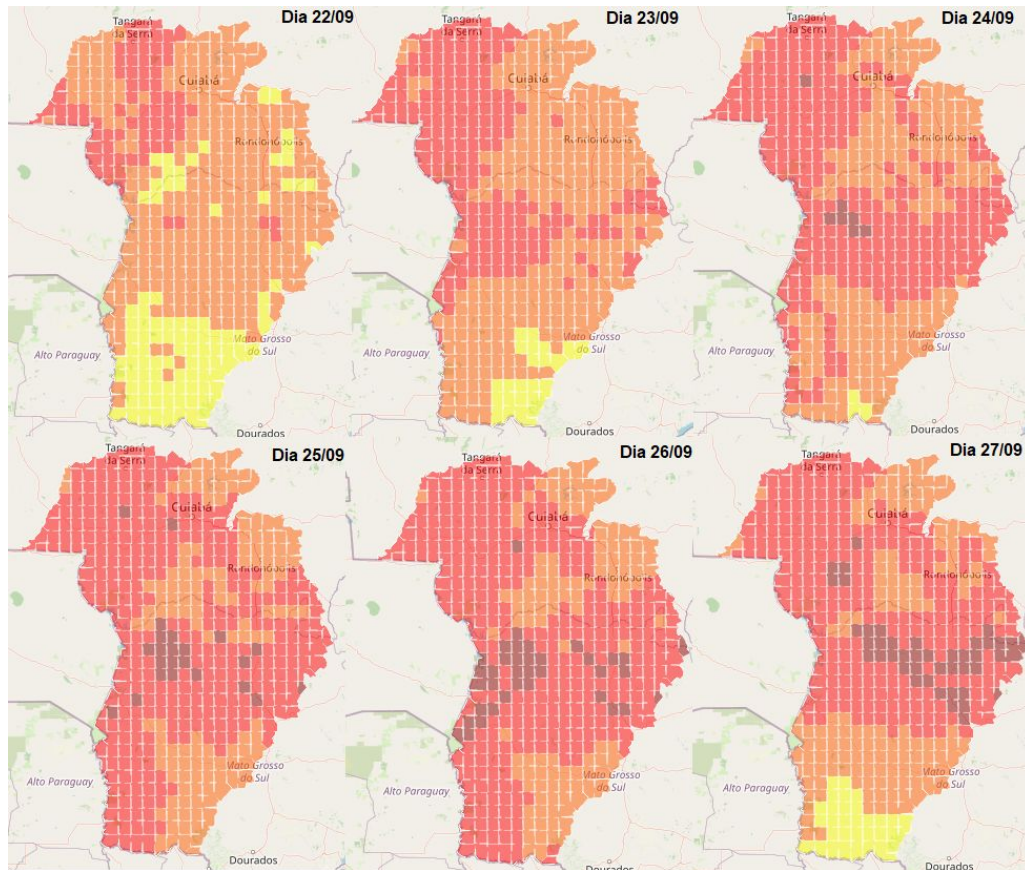 Dia 22/09
Tangará
da Serra
Cuiabá
Rondonópolis
Mato Grosso
do Sul
Alto Paraguay
Dourados
Dia 23/09
Tangará
da Serra
Cuiabá
Rondonópolis
Mato Grosso
do Sul
Alto Paraguay
Dourados
Dia 24/09
Tangará
da Serra
Cuiabá
Rondonópolis
Mato Grosso
do Sul
Alto Paraguay
Dourados
Dia 25/09
Tangará
da Serra
Cuiabá
Rondonópolis
Mato Grosso
do Sul
Alto Paraguay
Dourados
Dia 26/09
Tangará
da Serra
Cuiabá
Rondonópolis
Mato Grosso
do Sul
Alto Paraguay
Dourados
Dia 27/09
Tangará
da Serra
Cuiabá
Rondonópolis
Mato Grosso
do Sul
Alto Paraguay
Dourados